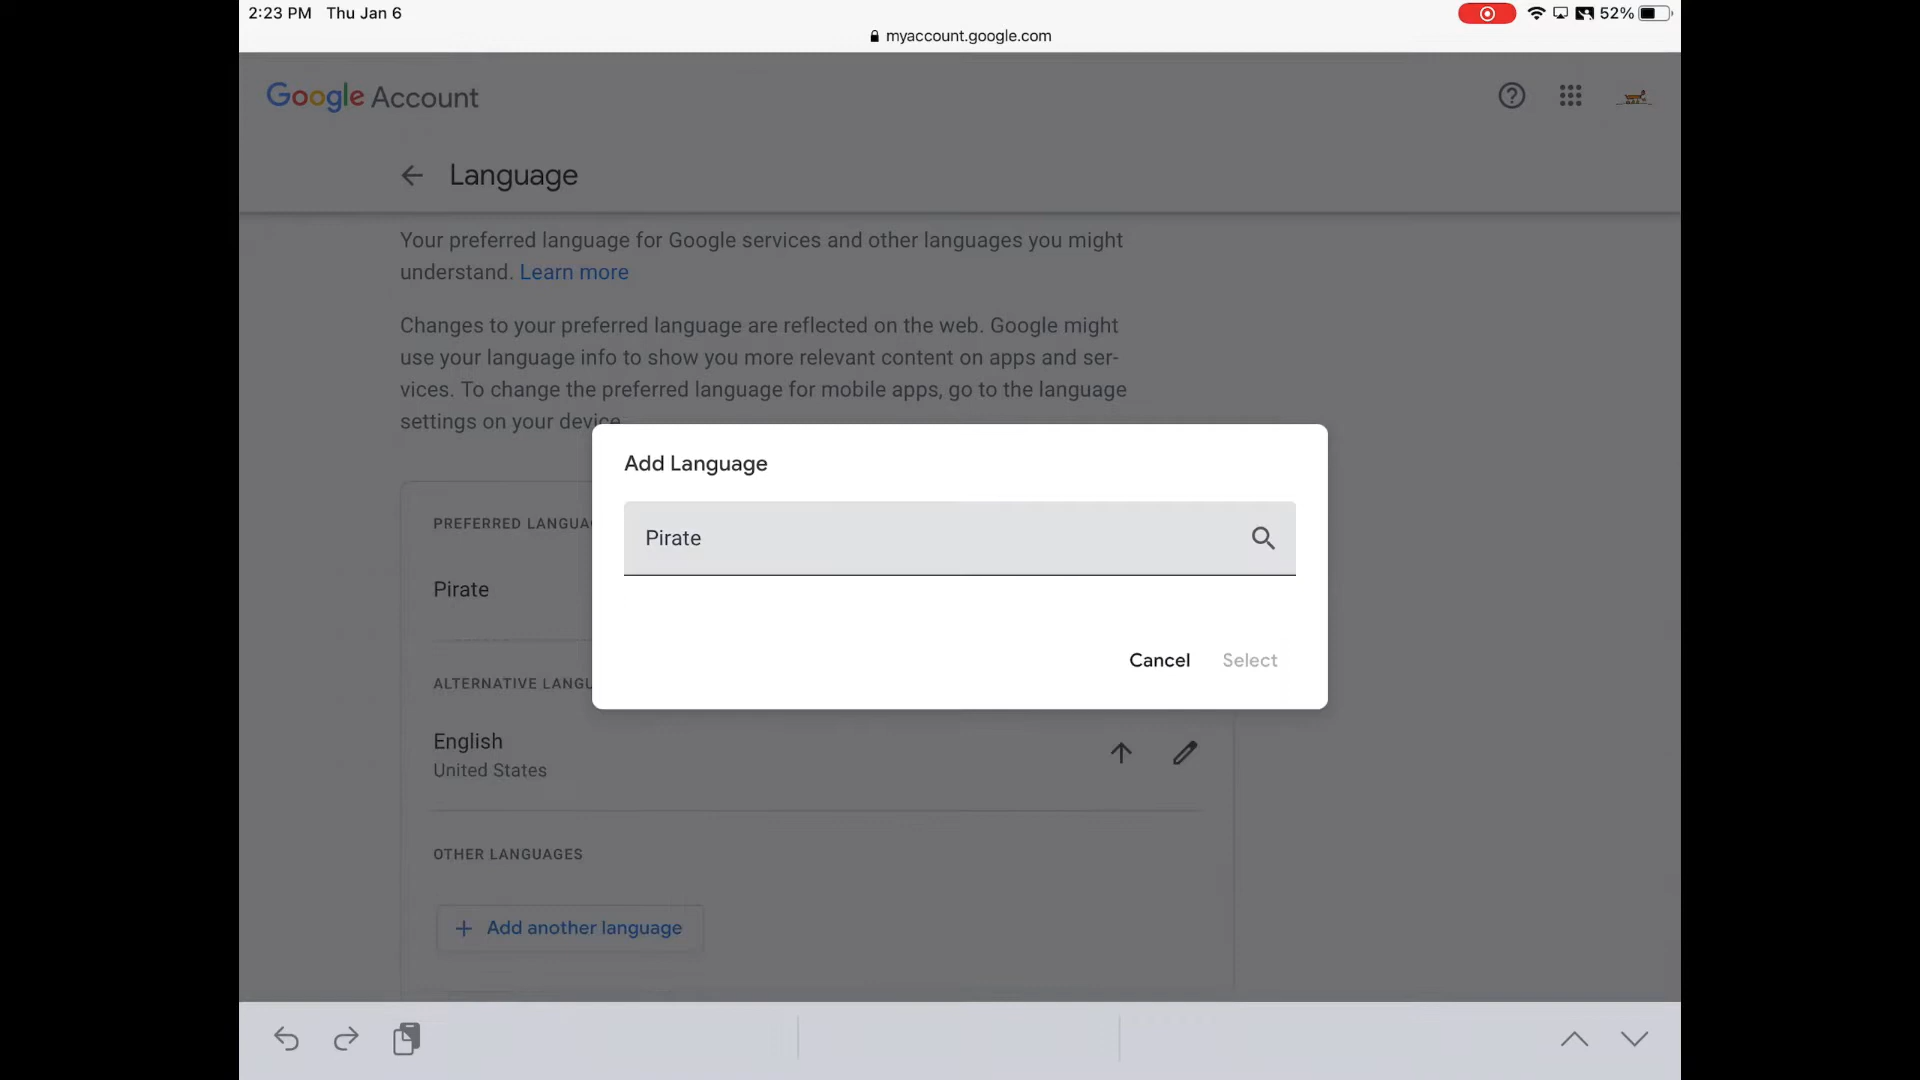 2:23 PM Thu Jan 6
52%
myaccount.google.com
Google Account
Language
Your preferred language for Google services and other languages you might
understand. Learn more
Changes to your preferred language are reflected on the web. Google might
use your language info to show you more relevant content on apps and ser-
vices. To change the preferred language for mobile apps, go to the language
settings on your device.
Add Language
Pirate
Cancel Select
PREFERRED LANGUA
Pirate
ALTERNATIVE LANGU
English
United States
OTHER LANGUAGES
+ Add another language